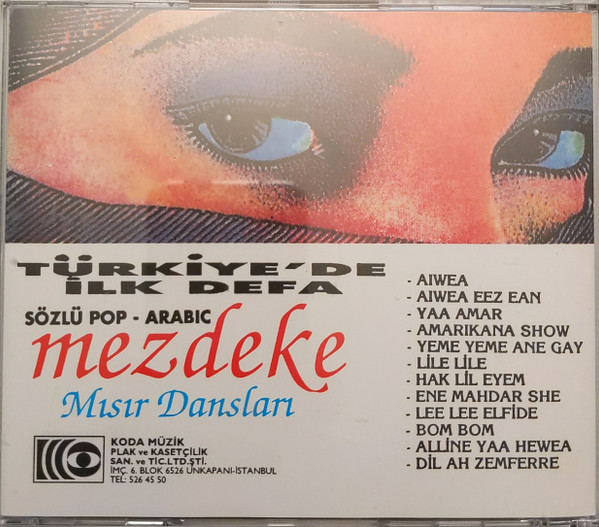 TÜRKİYE'DE
İLK DEFA
SÖZLÜ POP - ARABIC
mezdeke
Mısır Dansları
KODA MÜZİK
PLAK ve KASETÇİLİK
SAN. ve TİC.LTD.ŞTİ.
İMÇ. 6. BLOK 6526 UNKAPANI-İSTANBUL
TEL: 526 45 50
- AIWEA
- AIWEA EEZ EAN
- YAA AMAR
- AMARIKANA SHOW
- YEME YEME ANE GAY
- LİLE LİLE
- HAK LİL EYEM
- ENE MAHDAR SHE
- LEE LEE ELFİDE
- BOM BOM
- ALLİNE YAA HEWEA
- DİL AH ZEMFERRE